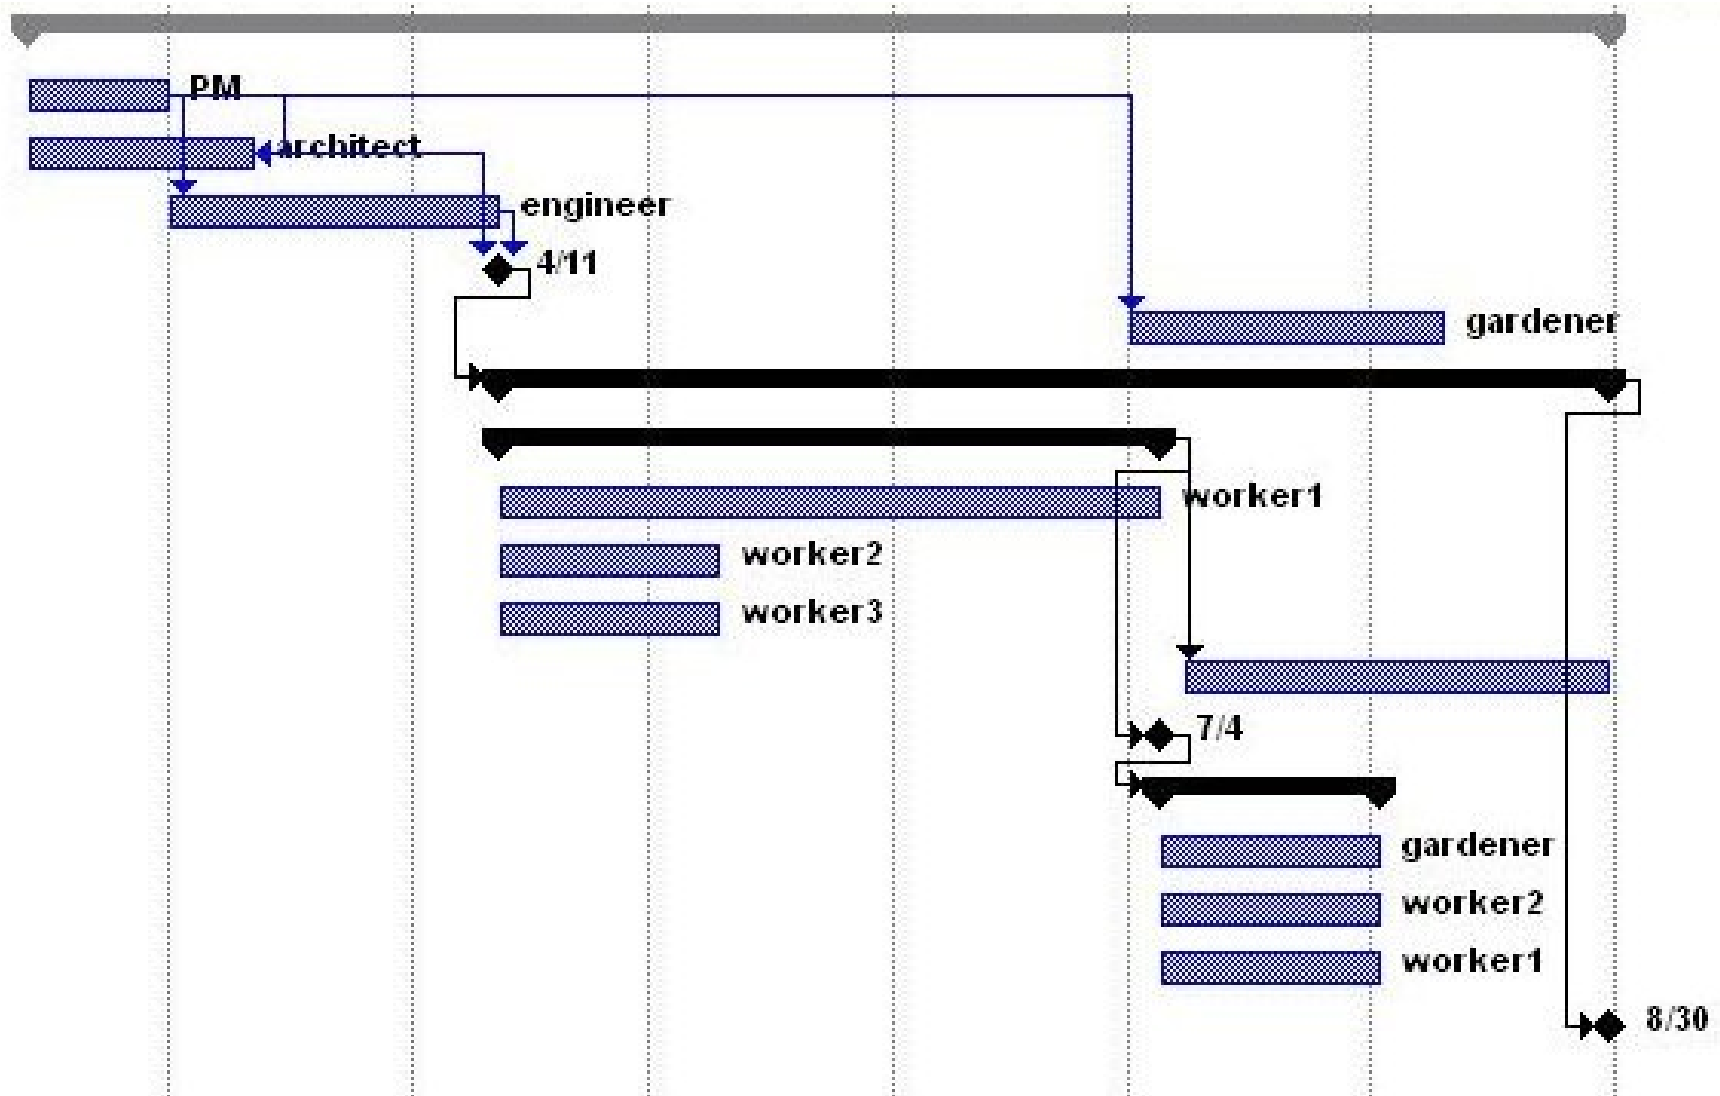 PM
architect
engineer
4/11
gardener
worker1
worker2
worker3
7/4
gardener
worker2
worker1
8/30